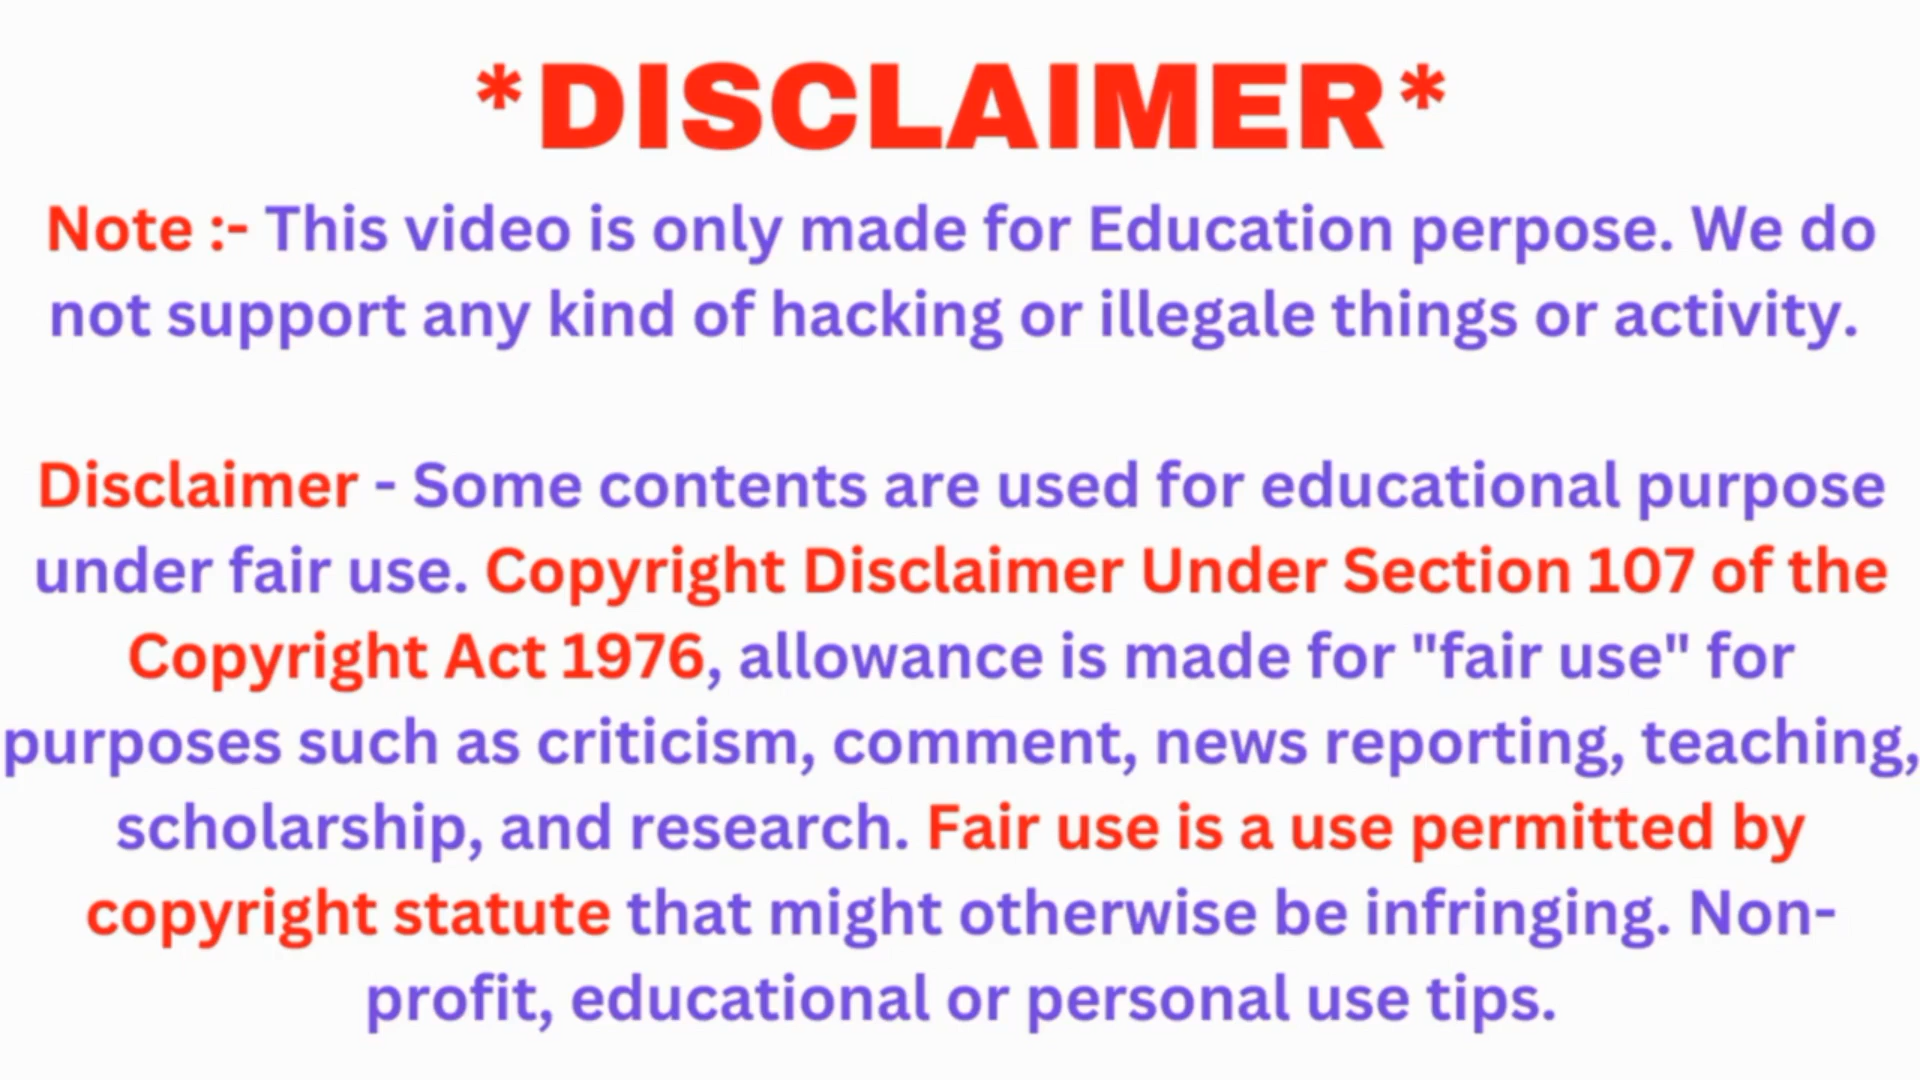 *DISCLAIMER*
Note :- This video is only made for Education perpose. We do
not support any kind of hacking or illegale things or activity.
Disclaimer - Some contents are used for educational purpose
under fair use. Copyright Disclaimer Under Section 107 of the
Copyright Act 1976, allowance is made for "fair use" for
purposes such as criticism, comment, news reporting, teaching,
scholarship, and research. Fair use is a use permitted by
copyright statute that might otherwise be infringing. Non-
profit, educational or personal use tips.